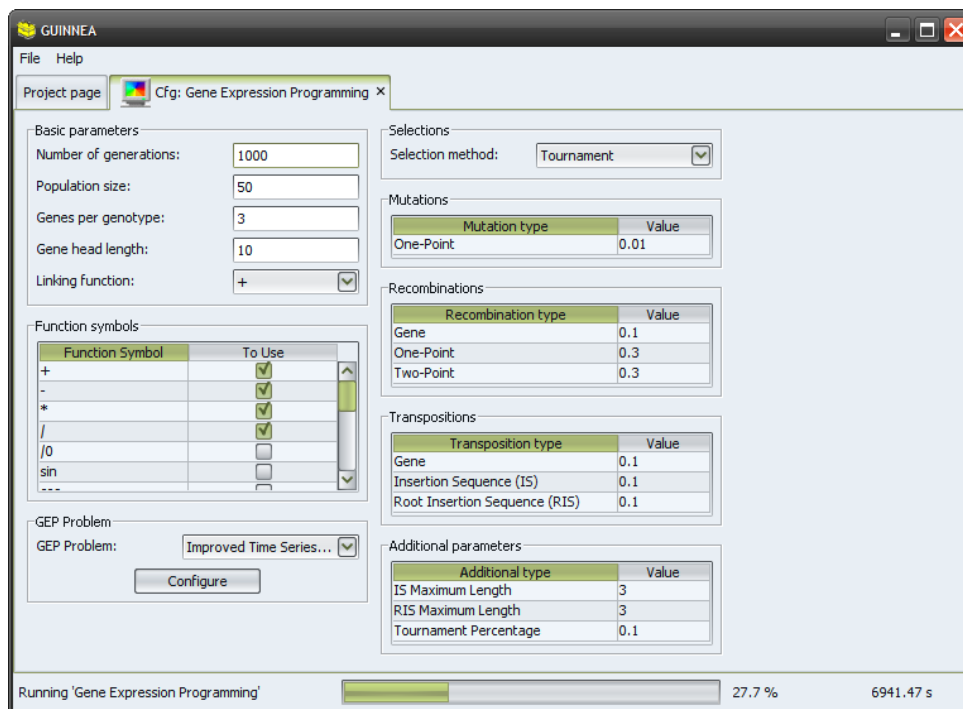 GUINNEA
File Help
Project page
Cfg: Gene Expression Programming
Basic parameters
Number of generations: 1000
Population size: 50
Genes per genotype: 3
Gene head length: 10
Linking function: +
Function symbols
Function Symbol To Use
+
-
*
/
/0
sin
GEP Problem
GEP Problem: Improved Time Series...
Configure
Selections
Selection method: Tournament
Mutations
Mutation type Value
One-Point 0.01
Recombinations
Recombination type Value
Gene 0.1
One-Point 0.3
Two-Point 0.3
Transpositions
Transposition type Value
Gene 0.1
Insertion Sequence (IS) 0.1
Root Insertion Sequence (RIS) 0.1
Additional parameters
Additional type Value
IS Maximum Length 3
RIS Maximum Length 3
Tournament Percentage 0.1
Running 'Gene Expression Programming' 27.7 % 6941.47 s